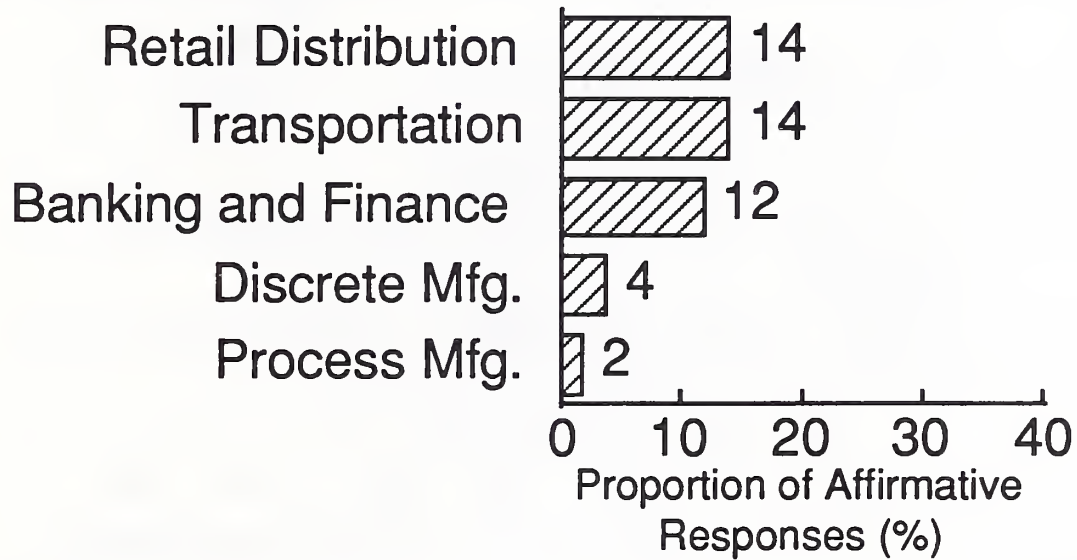 Retail Distribution 14
Transportation 14
Banking and Finance 12
Discrete Mfg. 4
Process Mfg. 2
0 10 20 30 40
Proportion of Affirmative
Responses (%)